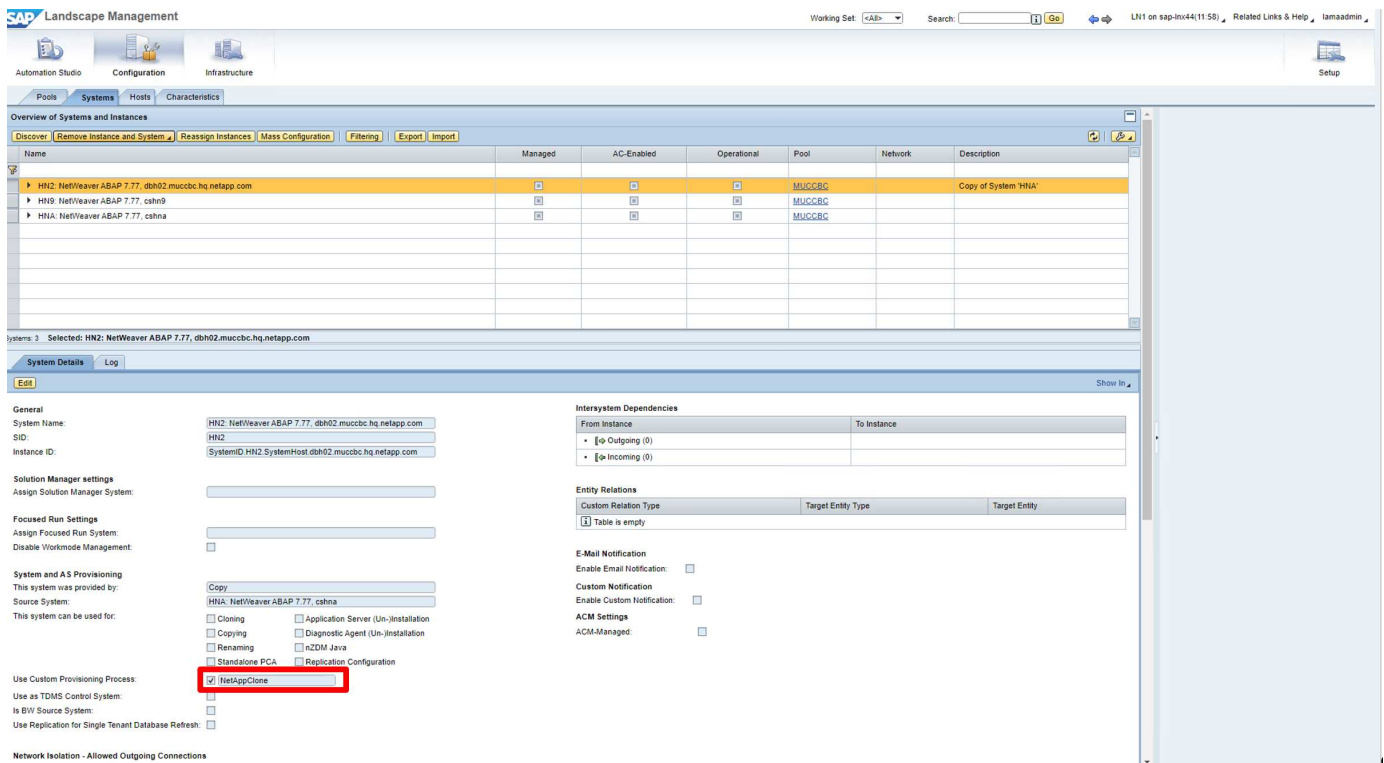 SAP Landscape Management
Working Set: <All> Search: Go LN1 on sap-lnx44(11:58) Related Links & Help lamaadmin
Automation Studio Configuration Infrastructure Setup
Pools Systems Hosts Characteristics
Overview of Systems and Instances
Discover Remove Instance and System Reassign Instances Mass Configuration Filtering Export Import
Name Managed AC-Enabled Operational Pool Network Description
HN2: NetWeaver ABAP 7.77, dbh02.muccbc.hq.netapp.com MUCCBC Copy of System 'HNA'
HN9: NetWeaver ABAP 7.77, cshn9 MUCCBC
HNA: NetWeaver ABAP 7.77, cshna MUCCBC
Systems: 3 Selected: HN2: NetWeaver ABAP 7.77, dbh02.muccbc.hq.netapp.com
System Details Log
Edit Show In
General
System Name: HN2: NetWeaver ABAP 7.77, dbh02.muccbc.hq.netapp.com
SID: HN2
Instance ID: SystemID.HN2.SystemHost.dbh02.muccbc.hq.netapp.com
Solution Manager settings
Assign Solution Manager System:
Focused Run Settings
Assign Focused Run System:
Disable Workmode Management:
System and AS Provisioning
This system was provided by: Copy
Source System: HNA: NetWeaver ABAP 7.77, cshna
This system can be used for: Cloning Application Server (Un-)Installation
Copying Diagnostic Agent (Un-)Installation
Renaming nZDM Java
Standalone PCA Replication Configuration
Use Custom Provisioning Process: NetAppClone
Use as TDMS Control System:
Is BW Source System:
Use Replication for Single Tenant Database Refresh:
Network Isolation - Allowed Outgoing Connections
Intersystem Dependencies
From Instance To Instance
Outgoing (0)
Incoming (0)
Entity Relations
Custom Relation Type Target Entity Type Target Entity
Table is empty
E-Mail Notification
Enable Email Notification:
Custom Notification
Enable Custom Notification:
ACM Settings
ACM-Managed: